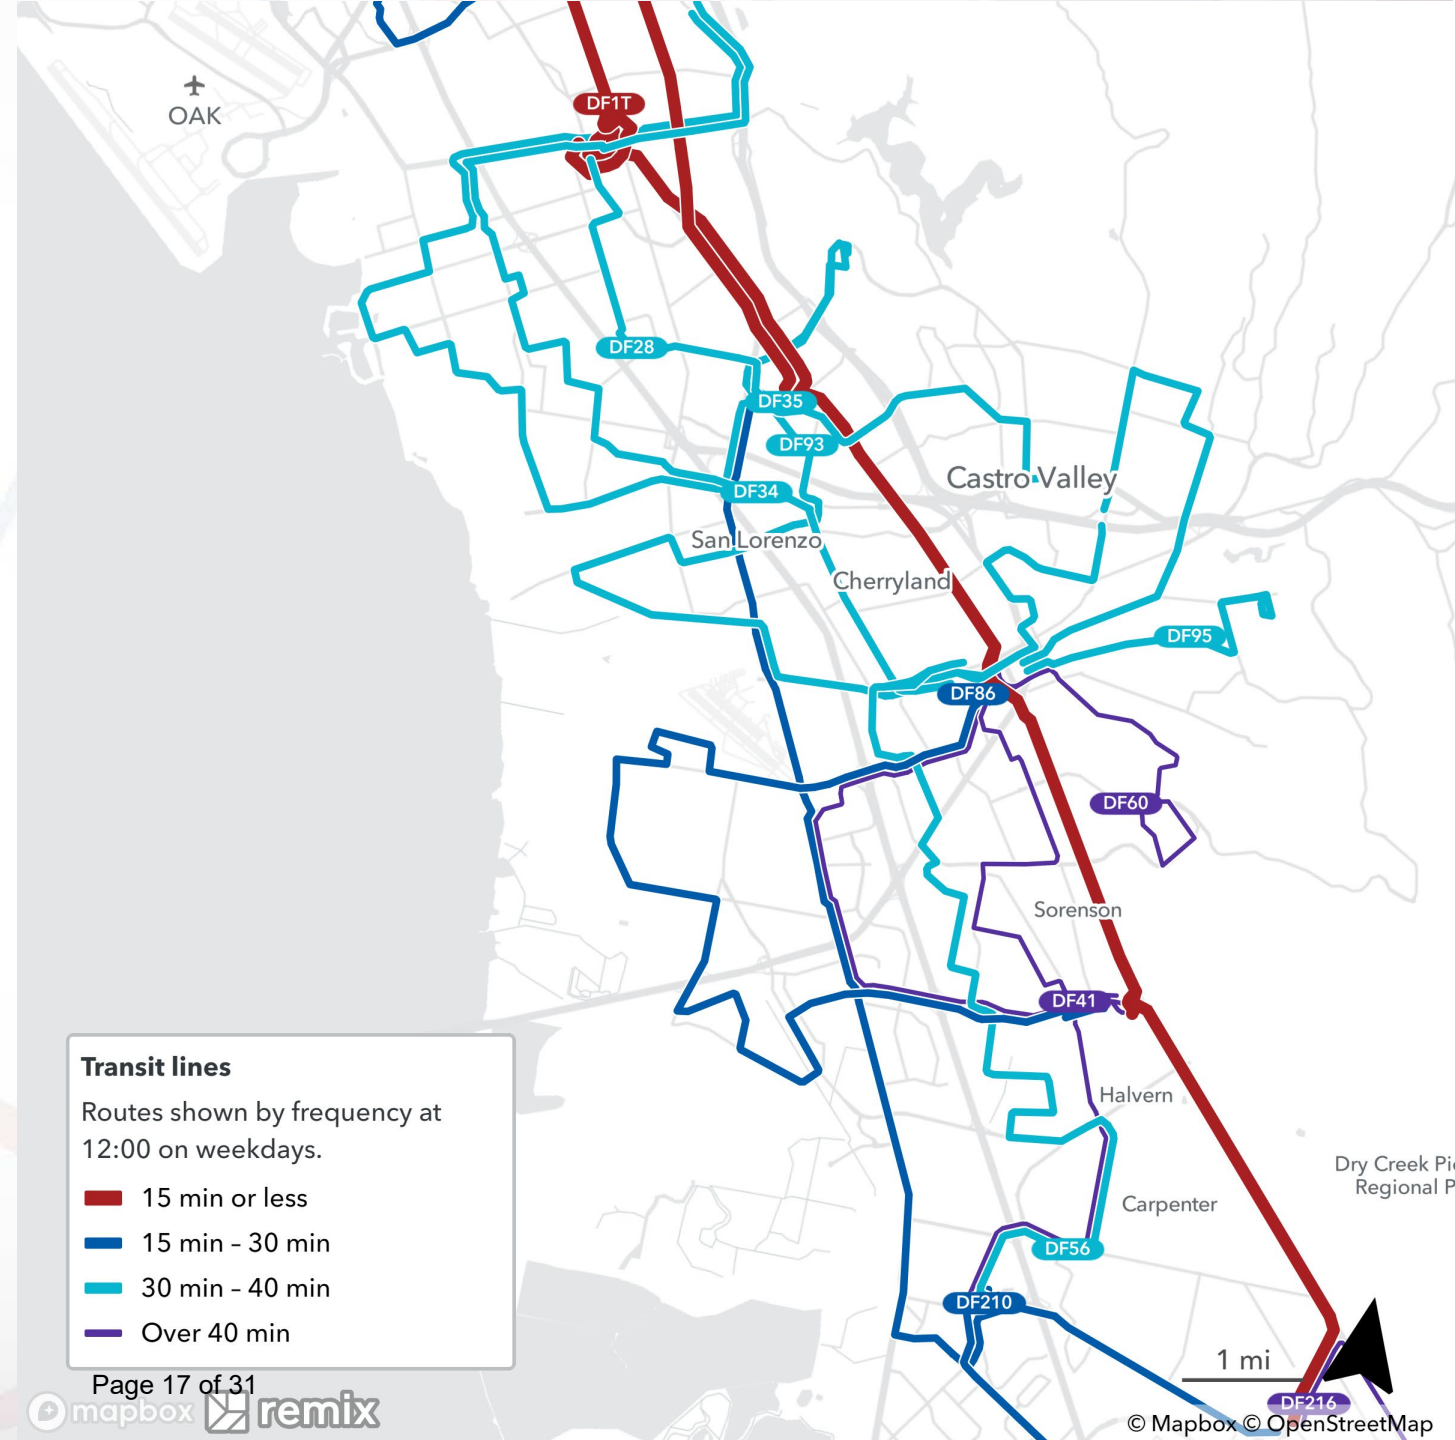 OAK
DF1T
DF28
DF35
DF93
Castro Valley
DF34
San Lorenzo
Cherryland
DF95
DF86
DF60
Sorenson
DF41
Transit lines
Routes shown by frequency at
12:00 on weekdays.
15 min or less
15 min – 30 min
30 min – 40 min
Over 40 min
Halvern
Dry Creek Pi
Regional P
Carpenter
DF56
DF210
1 mi
DF216
Page 17 of 31
mapbox
remix
© Mapbox © OpenStreetMap